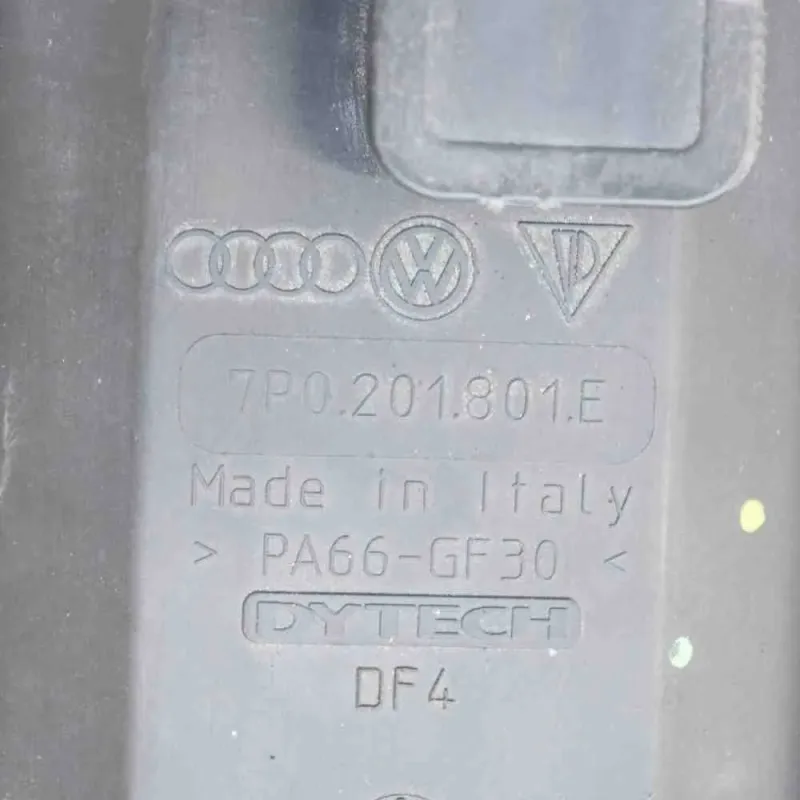 7P0.201.801.E
Made in Italy
> PA66-GF30 <
DYTECH
DF4